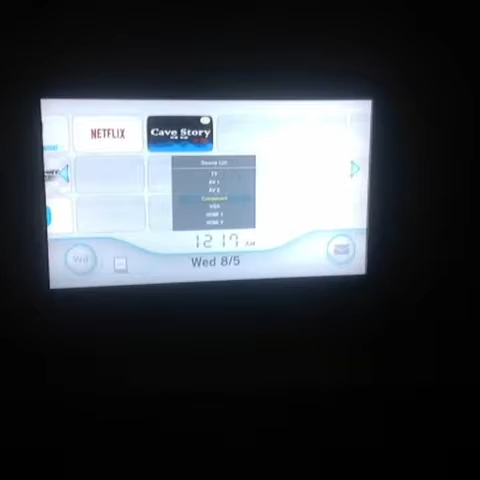 NETFLIX
Cave Story
Source List
TV
AV 1
AV 2
Component
VGA
HDMI 1
HDMI 2
12:17 AM
Wii
Wed 8/5